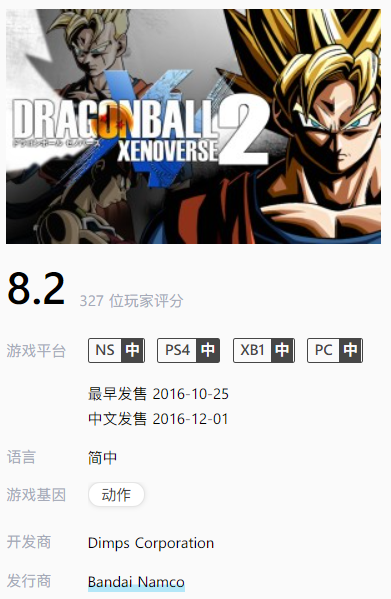 DRAGONBALL
ドラゴンボール ゼノバース
XENOVERSE 2
8.2 327 位玩家评分
游戏平台 NS 中 PS4 中 XB1 中 PC 中
最早发售 2016-10-25
中文发售 2016-12-01
语言 简中
游戏基因 动作
开发商 Dimps Corporation
发行商 Bandai Namco